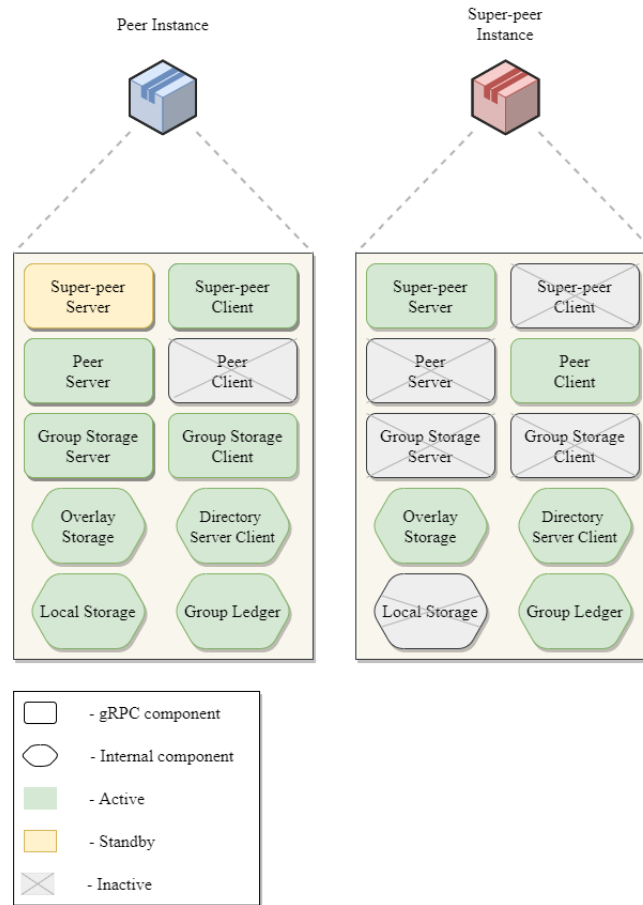 Peer Instance
Super-peer
Instance
Super-peer
Server
Super-peer
Client
Peer
Server
Peer
Client
Group Storage
Server
Group Storage
Client
Overlay
Storage
Directory
Server Client
Local Storage
Group Ledger
Super-peer
Server
Super-peer
Client
Peer
Server
Peer
Client
Group Storage
Server
Group Storage
Client
Overlay
Storage
Directory
Server Client
Local Storage
Group Ledger
- gRPC component
- Internal component
- Active
- Standby
- Inactive